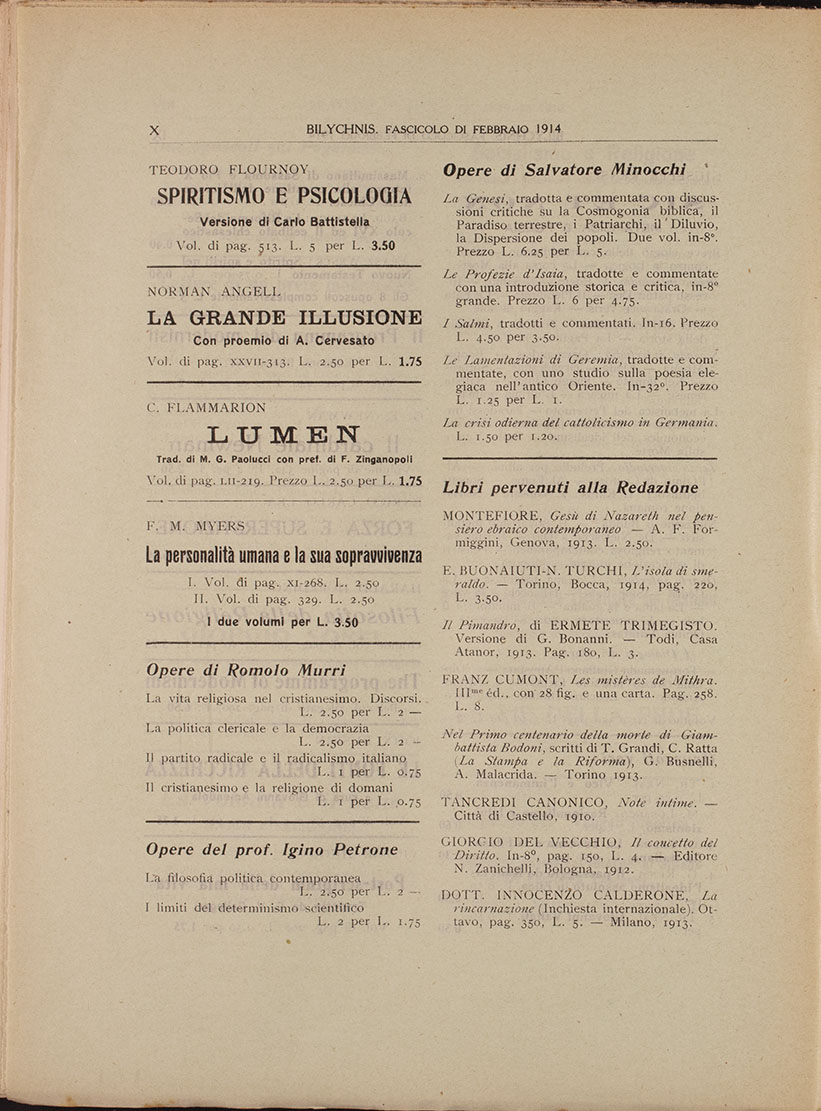 X
BILYCHNIS. FASCICOLO DI FEBBRAIO 1914
TEODORO FLOURNOY
SPIRITISMO E PSICOLOGIA
Versione di Carlo Battistella
Vol. di pag. 513. L. 5 per L. 3.50
NORMAN ANGELL
LA GRANDE ILLUSIONE
Con proemio di A. Cervesato
Vol. di pag. XXVII-313. L. 2.50 per L. 1.75
C. FLAMMARION
LUMEN
Trad. di M. G. Paolucci con pref. di F. Zinganopoli
Vol. di pag. LII-219. Prezzo L. 2.50 per L. 1.75
F. M. MYERS
La personalità umana e la sua sopravvivenza
I. Vol. di pag. XI-268. L. 2.50
II. Vol. di pag. 329. L. 2.50
I due volumi per L. 3.50
Opere di Romolo Murri
La vita religiosa nel cristianesimo. Discorsi.
L. 2.50 per L. 2 —
La politica clericale e la democrazia
L. 2.50 per L. 2 —
Il partito radicale e il radicalismo italiano
L. 1 per L. 0.75
Il cristianesimo e la religione di domani
L. 1 per L. 0.75
Opere del prof. Igino Petrone
La filosofia politica contemporanea
L. 2.50 per L. 2 —
I limiti del determinismo scientifico
L. 2 per L. 1.75
Opere di Salvatore Minocchi
La Genesi, tradotta e commentata con discus-
sioni critiche su la Cosmogonia biblica, il
Paradiso terrestre, i Patriarchi, il Diluvio,
la Dispersione dei popoli. Due vol. in-8°.
Prezzo L. 6.25 per L. 5.
Le Profezie d'Isaia, tradotte e commentate
con una introduzione storica e critica, in-8°
grande. Prezzo L. 6 per 4.75.
I Salmi, tradotti e commentati. In-16. Prezzo
L. 4.50 per 3.50.
Le Lamentazioni di Geremia, tradotte e com-
mentate, con uno studio sulla poesia ele-
giaca nell'antico Oriente. In-32°. Prezzo
L. 1.25 per L. 1.
La crisi odierna del cattolicismo in Germania.
L. 1.50 per 1.20.
Libri pervenuti alla Redazione
MONTEFIORE, Gesù di Nazareth nel pen-
siero ebraico contemporaneo — A. F. For-
miggini, Genova, 1913. L. 2.50.
E. BUONAIUTI-N. TURCHI, L'isola di sme-
raldo. — Torino, Bocca, 1914, pag. 220,
L. 3.50.
Il Pimandro, di ERMETE TRIMEGISTO.
Versione di G. Bonanni. — Todi, Casa
Atanor, 1913. Pag. 180, L. 3.
FRANZ CUMONT, Les mistères de Mithra.
IIIme éd., con 28 fig. e una carta. Pag. 258.
L. 8.
Nel Primo centenario della morte di Giam-
battista Bodoni, scritti di T. Grandi, C. Ratta
(La Stampa e la Riforma), G. Busnelli,
A. Malacrida. — Torino 1913.
TANCREDI CANONICO, Note intime. —
Città di Castello, 1910.
GIORGIO DEL VECCHIO, Il concetto del
Diritto. In-8°, pag. 150, L. 4. — Editore
N. Zanichelli, Bologna, 1912.
DOTT. INNOCENZO CALDERONE, La
rincarnazione (Inchiesta internazionale). Ot-
tavo, pag. 350, L. 5. — Milano, 1913.